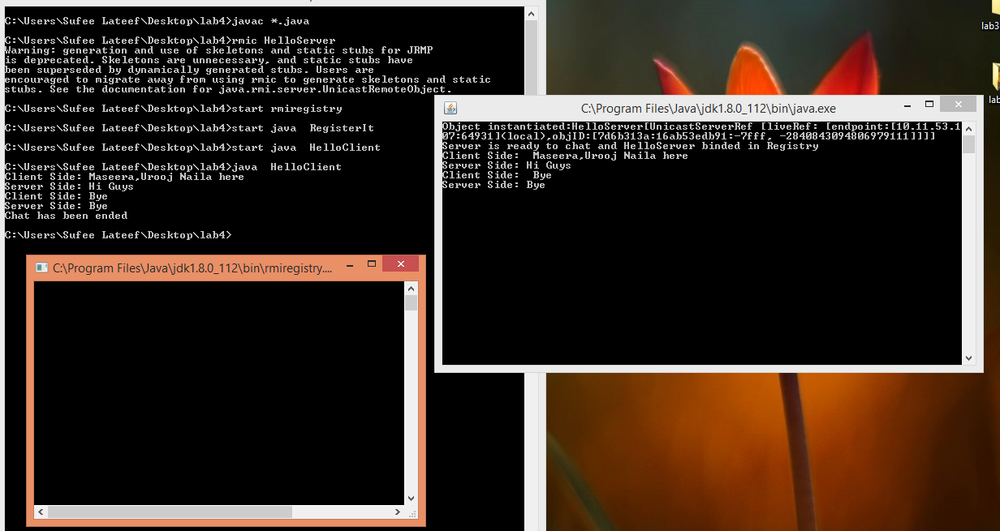 C:\Users\Sufee Lateef\Desktop\lab4>javac *.java
C:\Users\Sufee Lateef\Desktop\lab4>rmic HelloServer
Warning: generation and use of skeletons and static stubs for JRMP
is deprecated. Skeletons are unnecessary, and static stubs have
been superseded by dynamically generated stubs. Users are
encouraged to migrate away from using rmic to generate skeletons and static
stubs. See the documentation for java.rmi.server.UnicastRemoteObject.
C:\Users\Sufee Lateef\Desktop\lab4>start rmiregistry
C:\Users\Sufee Lateef\Desktop\lab4>start java  RegisterIt
C:\Users\Sufee Lateef\Desktop\lab4>start java  HelloClient
C:\Users\Sufee Lateef\Desktop\lab4>java  HelloClient
Client Side: Maseera,Urooj Naila here
Server Side: Hi Guys
Client Side: Bye
Server Side: Bye
Chat has been ended
C:\Users\Sufee Lateef\Desktop\lab4>
C:\Program Files\Java\jdk1.8.0_112\bin\rmiregistry....
C:\Program Files\Java\jdk1.8.0_112\bin\java.exe
Object instantiated:HelloServer[UnicastServerRef [liveRef: [endpoint:[10.11.53.1
07:64931](local),objID:[7d6b313a:16ab53edb91:-7fff, -2840843094806979111]]]]
Server is ready to chat and HelloServer binded in Registry
Client Side:  Maseera,Urooj Naila here
Server Side: Hi Guys
Client Side:  Bye
Server Side: Bye
lab3
lab